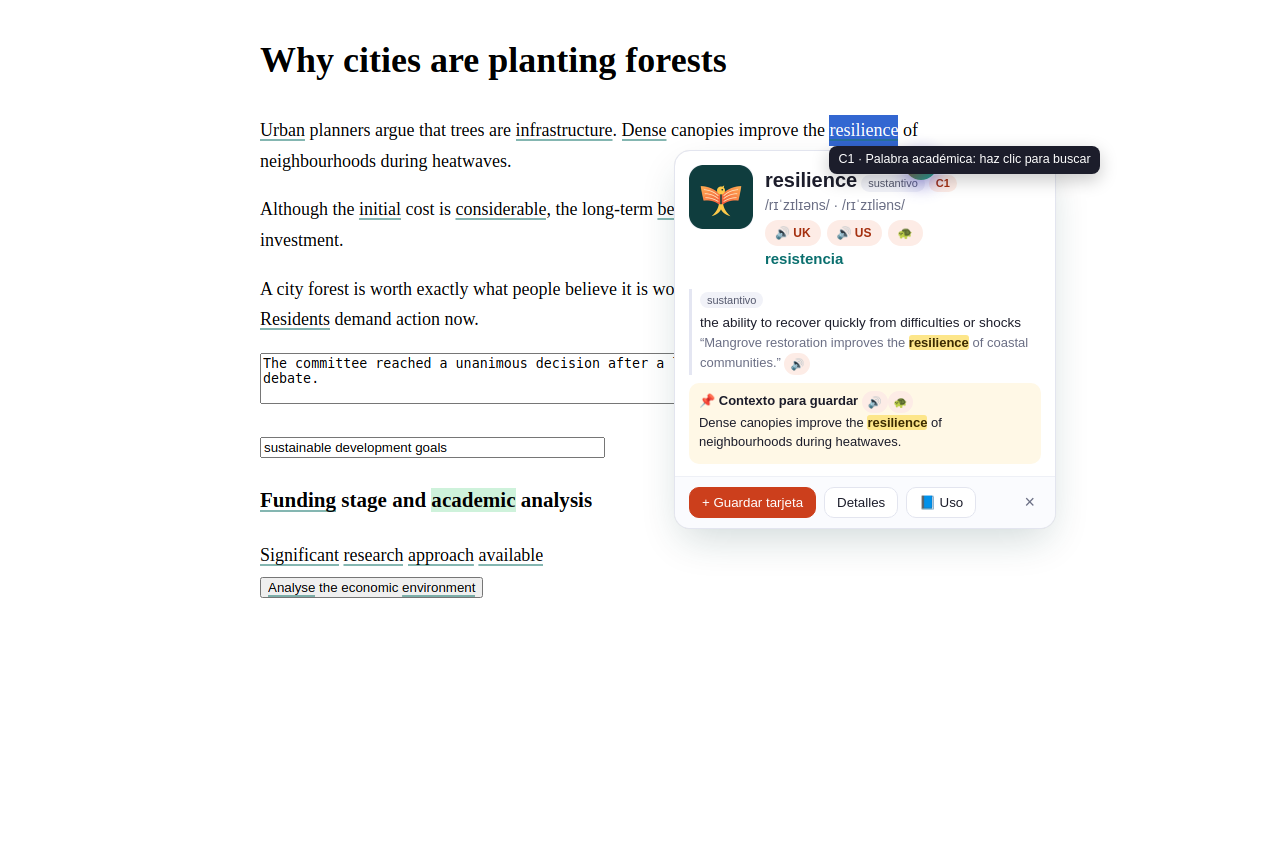 Why cities are planting forests
Urban planners argue that trees are infrastructure. Dense canopies improve the resilience of
neighbourhoods during heatwaves.
C1 · Palabra académica: haz clic para buscar
Although the initial cost is considerable, the long-term be
investment.
A city forest is worth exactly what people believe it is wo
Residents demand action now.
The committee reached a unanimous decision after a
debate.
sustainable development goals
Funding stage and academic analysis
Significant research approach available
Analyse the economic environment
resilience sustantivo C1
/rɪˈzɪlɪəns/ · /rɪˈzɪliəns/
🔊 UK 🔊 US 🐢
resistencia
sustantivo
the ability to recover quickly from difficulties or shocks
“Mangrove restoration improves the resilience of coastal
communities.” 🔊
📌 Contexto para guardar 🔊 🐢
Dense canopies improve the resilience of
neighbourhoods during heatwaves.
+ Guardar tarjeta Detalles 📘 Uso ×